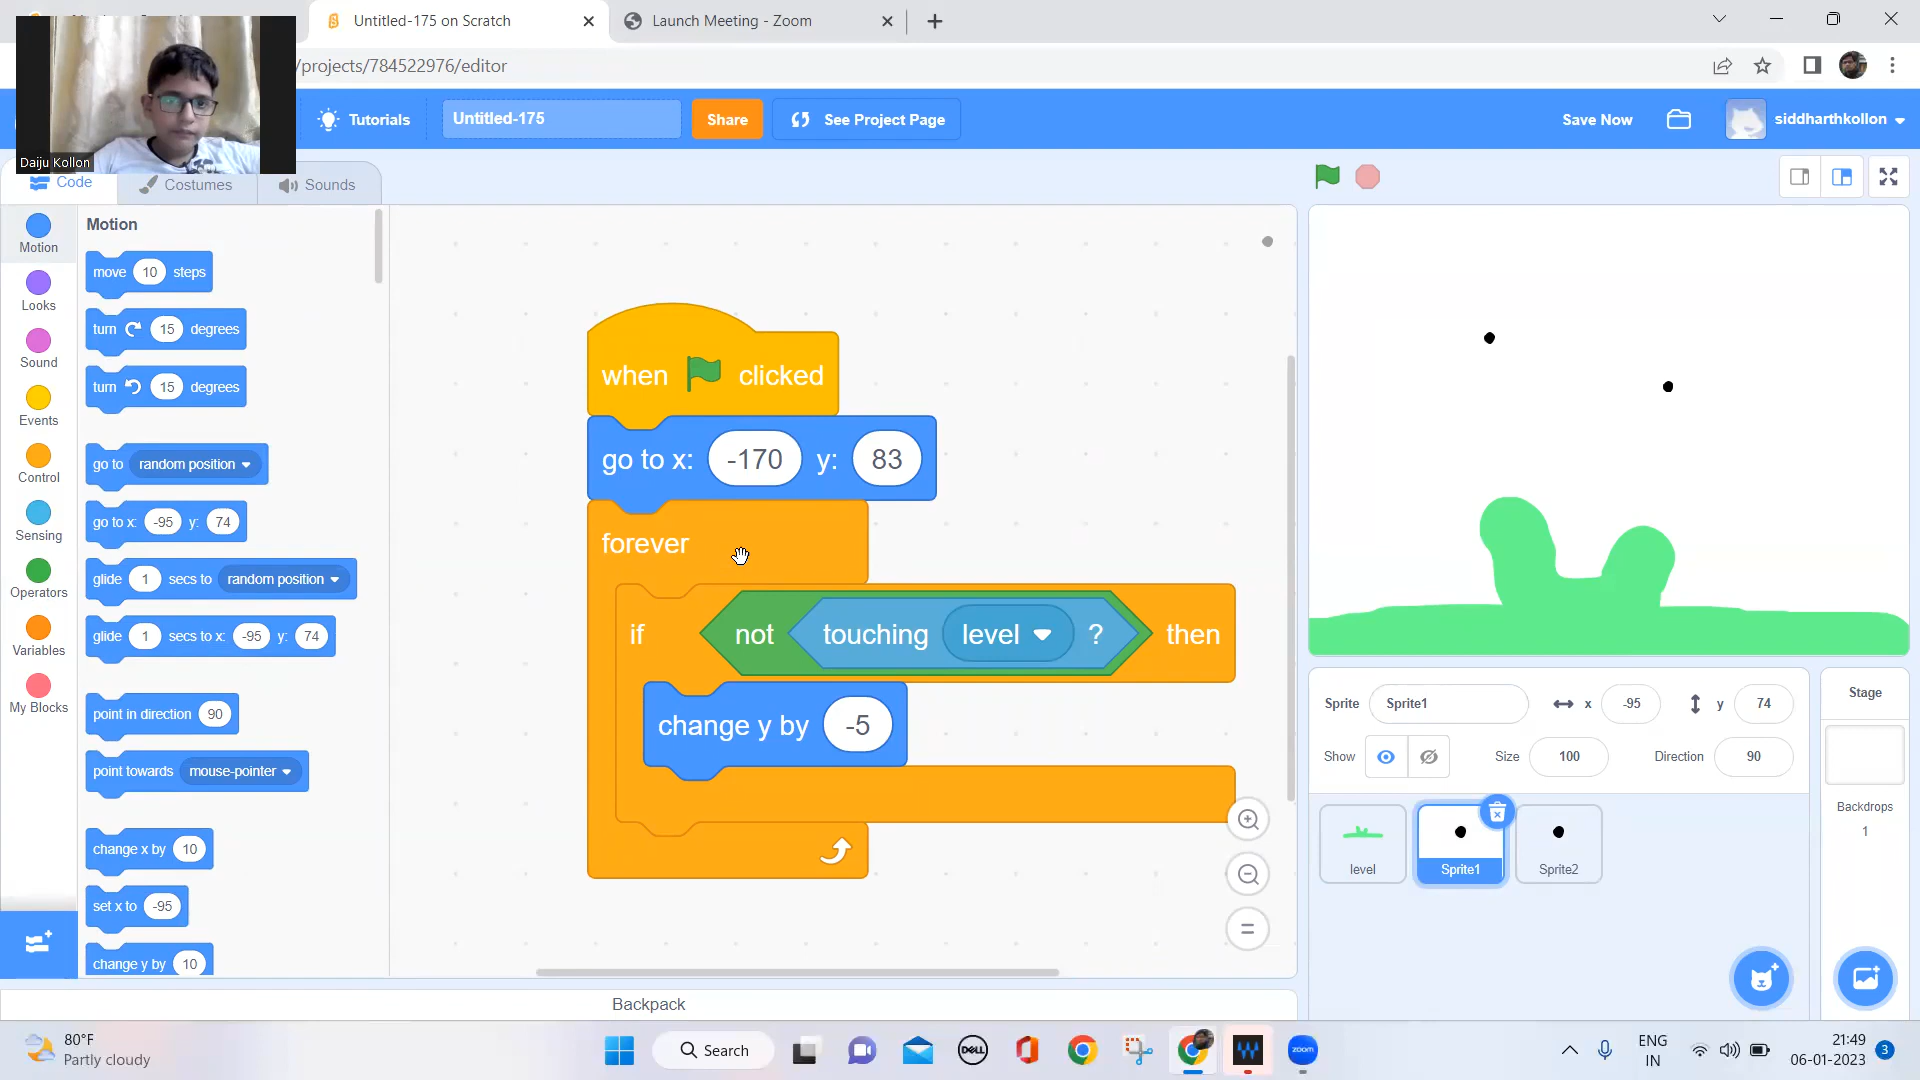 Untitled-175 on Scratch
Launch Meeting - Zoom
/projects/784522976/editor
Tutorials
Untitled-175
Share
See Project Page
Save Now
siddharthkollon
Daiju Kollon
Code
Costumes
Sounds
Motion
Looks
Sound
Events
Control
Sensing
Operators
Variables
My Blocks
Motion
move 10 steps
turn 15 degrees
turn 15 degrees
go to random position
go to x: -95 y: 74
glide 1 secs to random position
glide 1 secs to x: -95 y: 74
point in direction 90
point towards mouse-pointer
change x by 10
set x to -95
change y by 10
when clicked
go to x: -170 y: 83
forever
if not touching level ? then
change y by -5
Sprite Sprite1 x -95 y 74
Show Size 100 Direction 90
level
Sprite1
Sprite2
Stage
Backdrops
1
Backpack
80°F
Partly cloudy
Search
DELL
zoom
ENG
IN
21:49
06-01-2023
3